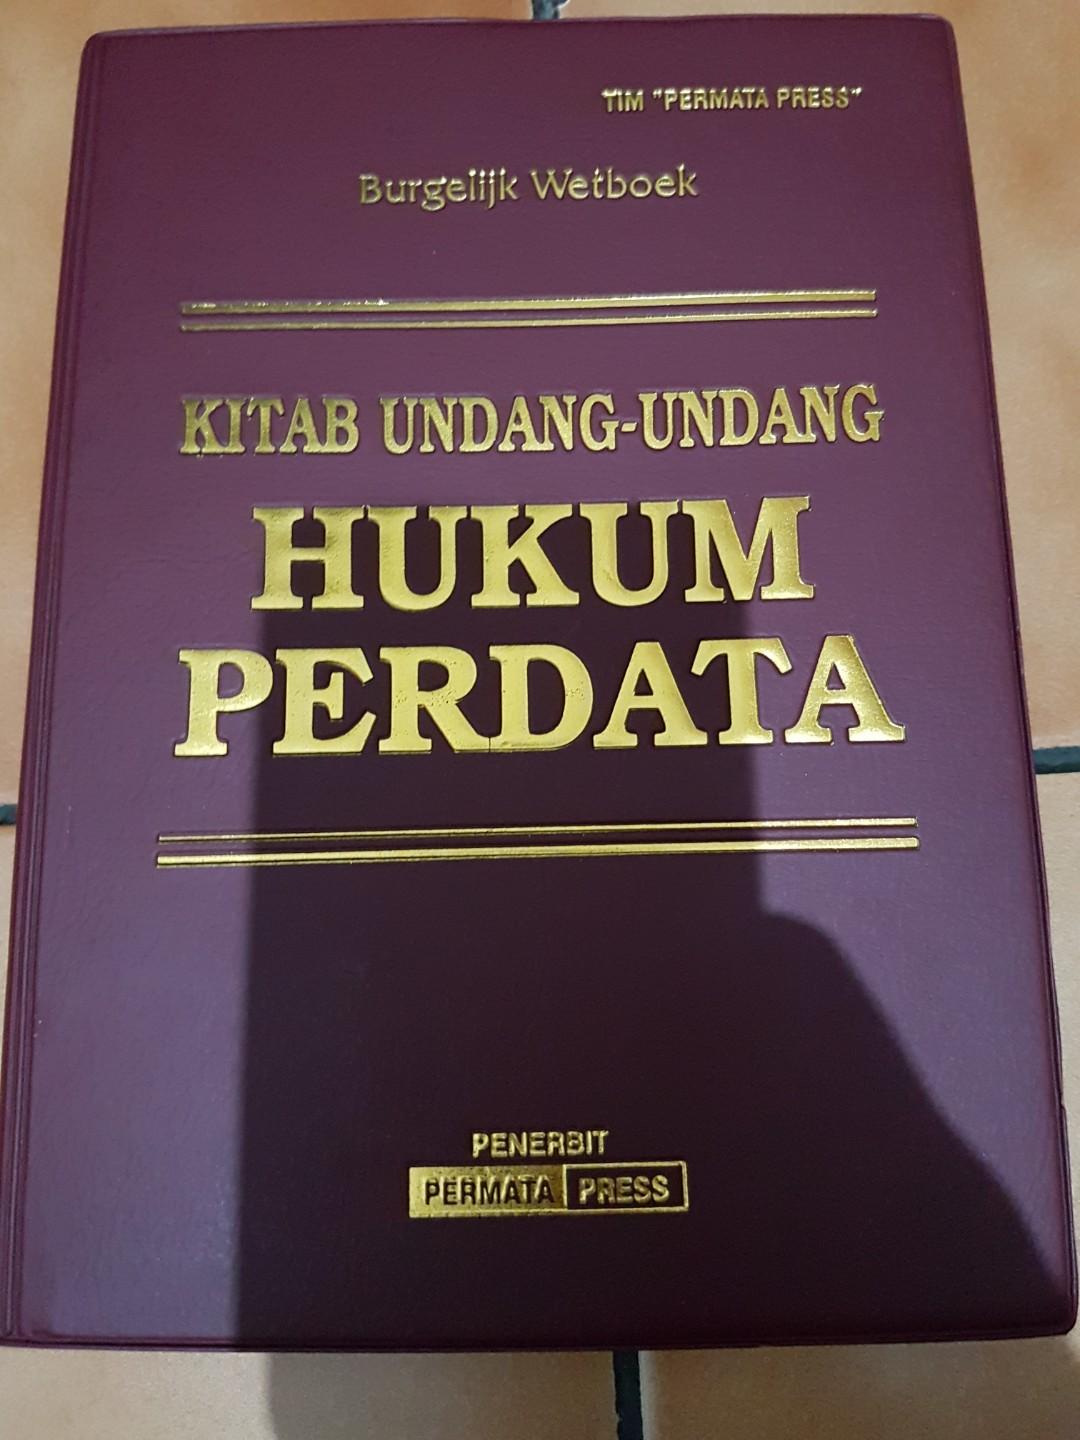 TIM "PERMATA PRESS"
Burgelijk Wetboek
KITAB UNDANG-UNDANG
HUKUM
PERDATA
PENERBIT
PERMATA PRESS